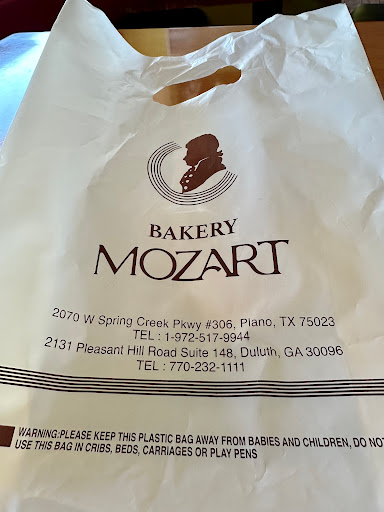 BAKERY
MOZART
2070 W Spring Creek Pkwy #306, Plano, TX 75023
TEL : 1-972-517-9944
2131 Pleasant Hill Road Suite 148, Duluth, GA 30096
TEL : 770-232-1111
WARNING:PLEASE KEEP THIS PLASTIC BAG AWAY FROM BABIES AND CHILDREN, DO NO
USE THIS BAG IN CRIBS, BEDS, CARRIAGES OR PLAY PENS